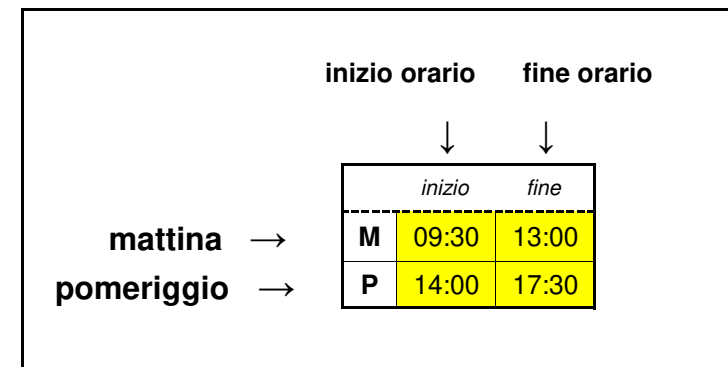 inizio orario fine orario
↓ ↓
inizio fine
mattina → M 09:30 13:00
pomeriggio → P 14:00 17:30